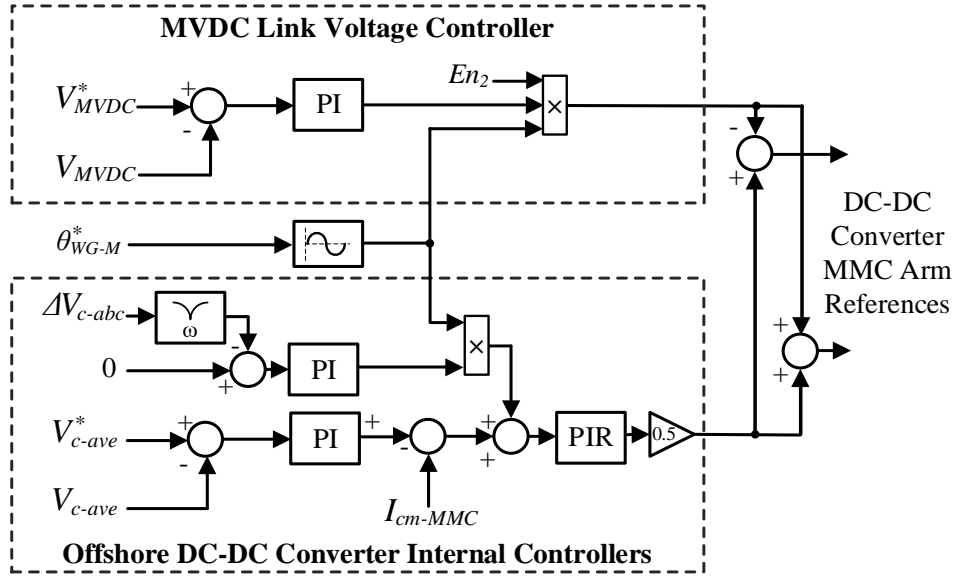 MVDC Link Voltage Controller
En₂
V*MVDC
+
-
PI
×
VMVDC
-
+
θ*WG-M
DC-DC
Converter
MMC Arm
References
ΔVc-abc
ω
-
+
0
PI
×
+
+
V*c-ave
+
-
PI
+
-
+
+
PIR
0.5
Vc-ave
Icm-MMC
Offshore DC-DC Converter Internal Controllers